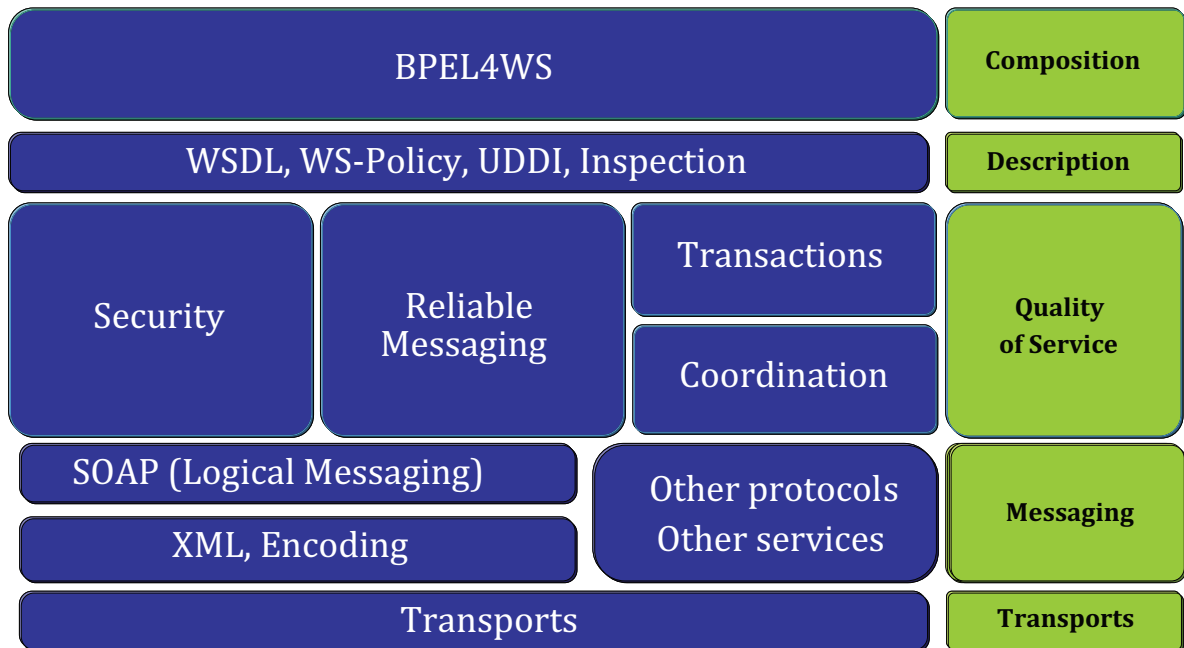 BPEL4WS
Composition
WSDL, WS-Policy, UDDI, Inspection
Description
Security
Reliable
Messaging
Transactions
Coordination
Quality
of Service
SOAP (Logical Messaging)
XML, Encoding
Other protocols
Other services
Messaging
Transports
Transports